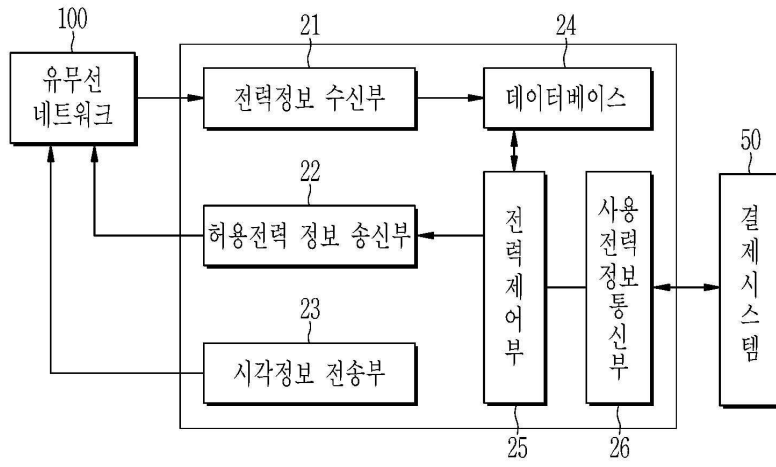 100
유무선
네트워크
21
전력정보 수신부
24
데이터베이스
22
허용전력 정보 송신부
23
시각정보 전송부
전력제어부
25
사용
전력
정보
통신부
26
50
결제시스템